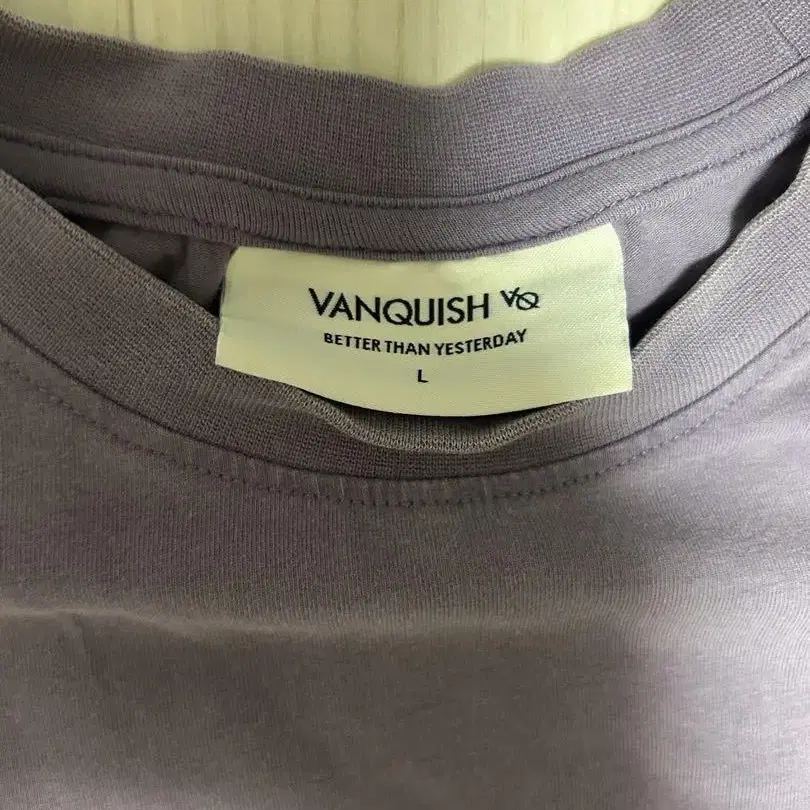 VANQUISH VQ
BETTER THAN YESTERDAY
L